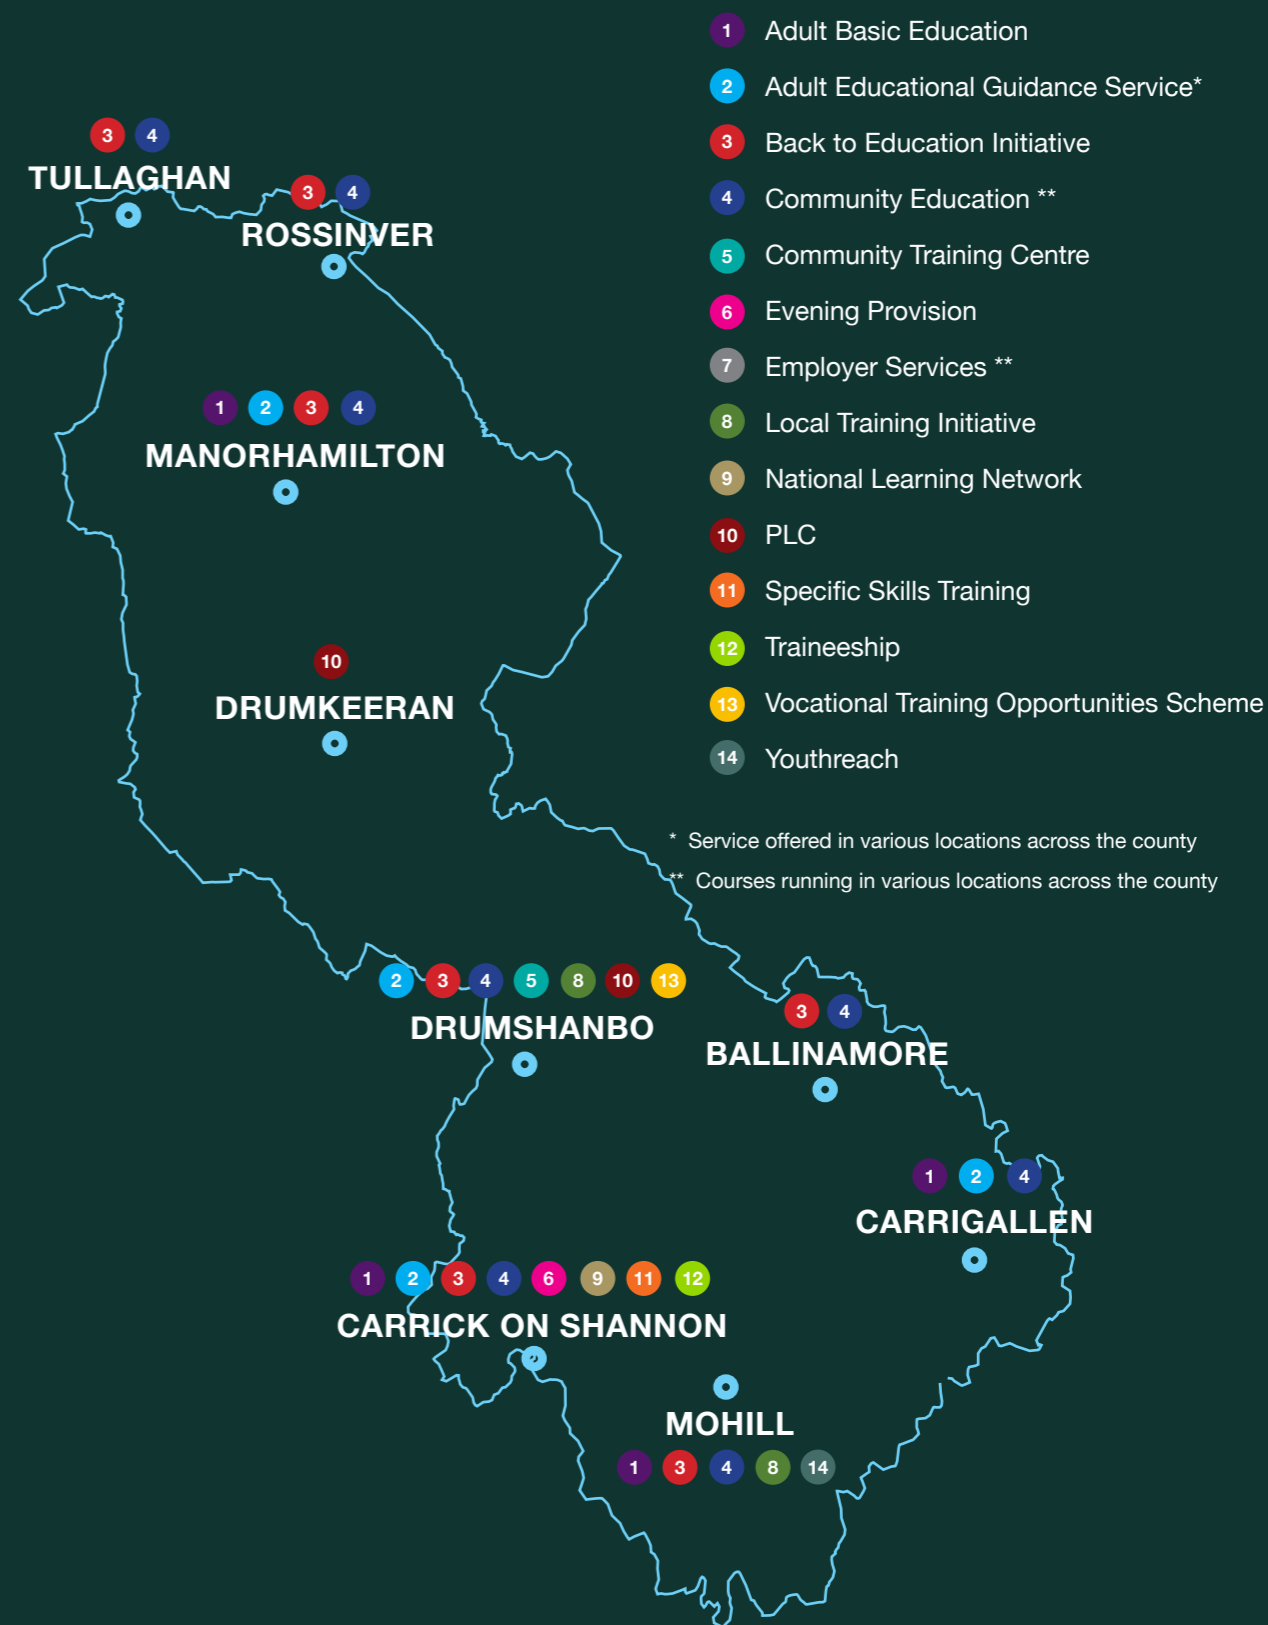 1 Adult Basic Education
2 Adult Educational Guidance Service*
3 Back to Education Initiative
4 Community Education **
5 Community Training Centre
6 Evening Provision
7 Employer Services **
8 Local Training Initiative
9 National Learning Network
10 PLC
11 Specific Skills Training
12 Traineeship
13 Vocational Training Opportunities Scheme
14 Youthreach
* Service offered in various locations across the county
** Courses running in various locations across the county
3 4
TULLAGHAN
3 4
ROSSINVER
1 2 3 4
MANORHAMILTON
10
DRUMKEERAN
2 3 4 5 8 10 13
DRUMSHANBO
3 4
BALLINAMORE
1 2 4
CARRIGALLEN
1 2 3 4 6 9 11 12
CARRICK ON SHANNON
MOHILL
1 3 4 8 14